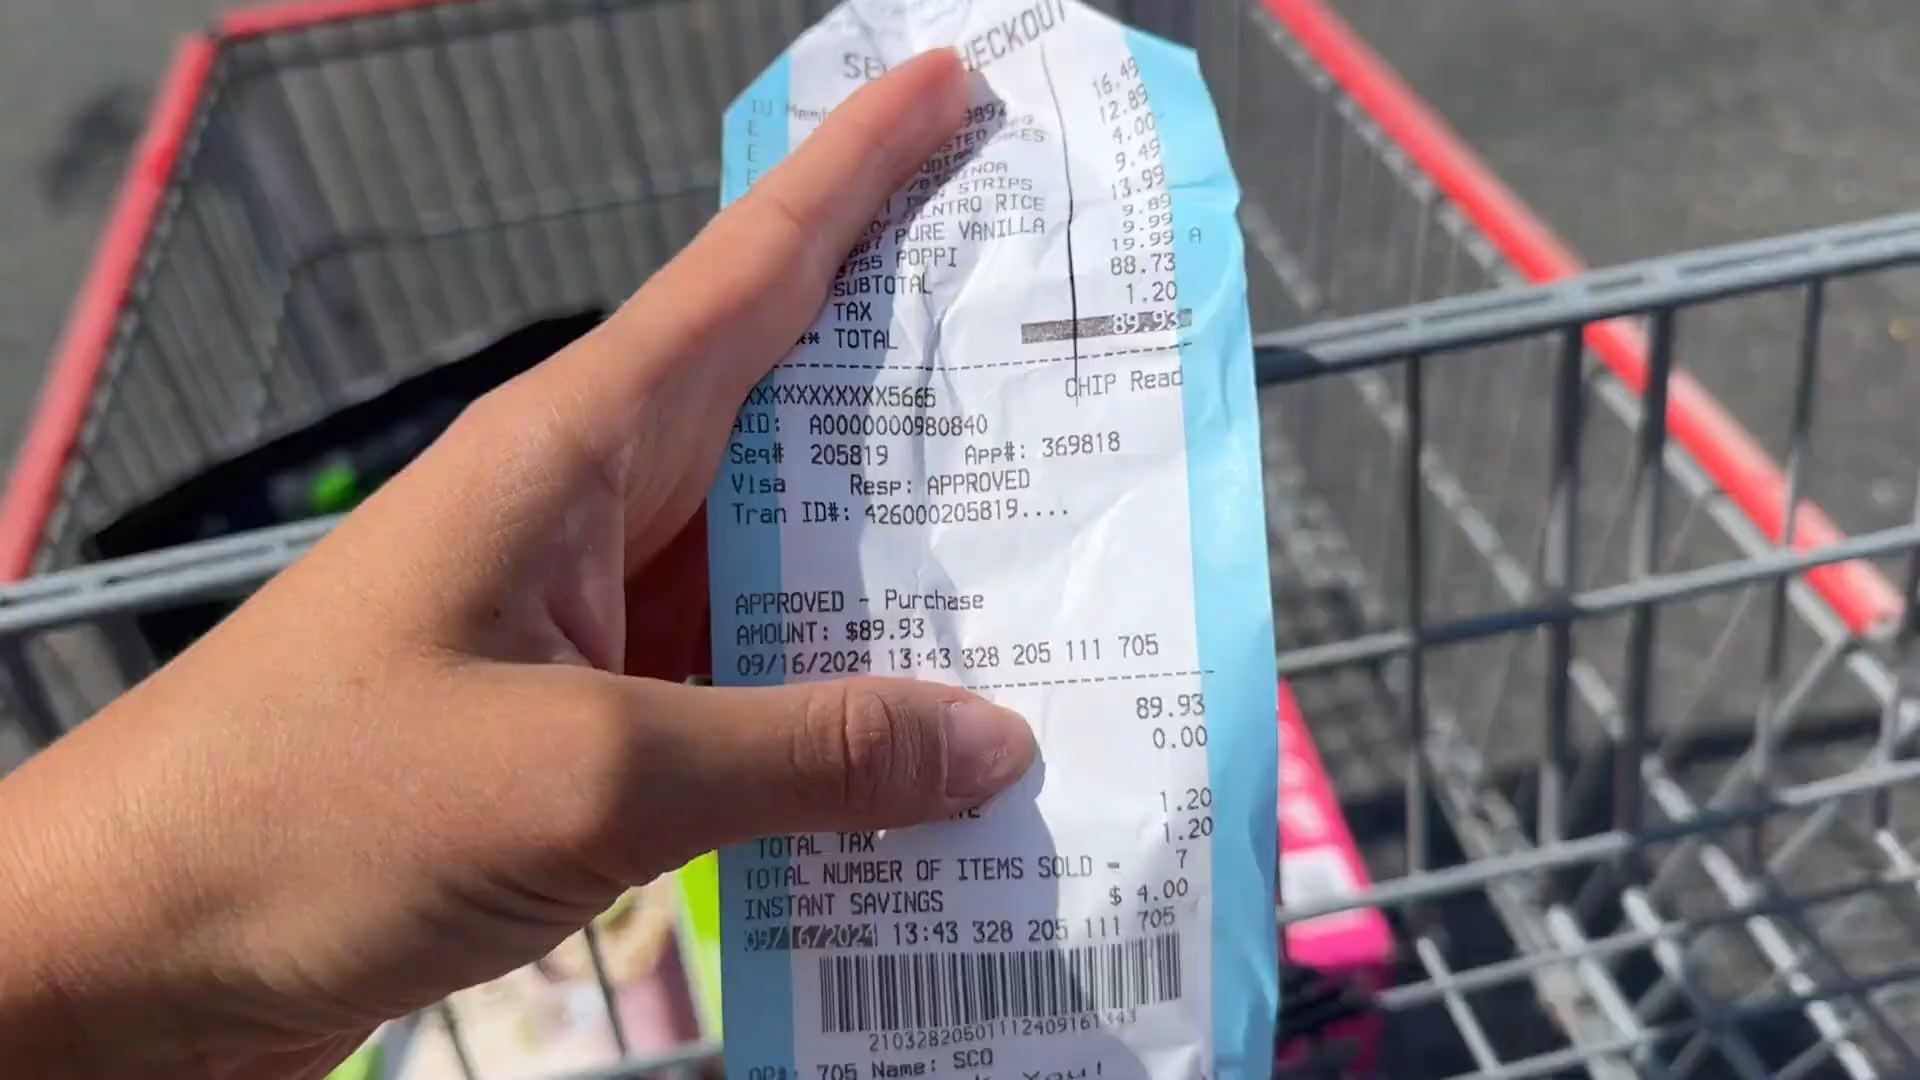 16.49
9892 12.89
4.00-
9.49
STRIPS 13.99
RICE 9.89
PURE VANILLA 9.99
POPPI 19.99 A
SUBTOTAL 88.73
TAX 1.20
TOTAL 89.93
XXXXXXXXXXXX5665 CHIP Read
AID: A0000000980840
Seq# 205819 App#: 369818
Visa Resp: APPROVED
Tran ID#: 426000205819....
APPROVED - Purchase
AMOUNT: $89.93
09/16/2024 13:43 328 205 111 705
89.93
0.00
1.20
TOTAL TAX 1.20
TOTAL NUMBER OF ITEMS SOLD = 7
INSTANT SAVINGS $ 4.00
09/16/2024 13:43 328 205 111 705
OP#: 705 Name: SCO
You!